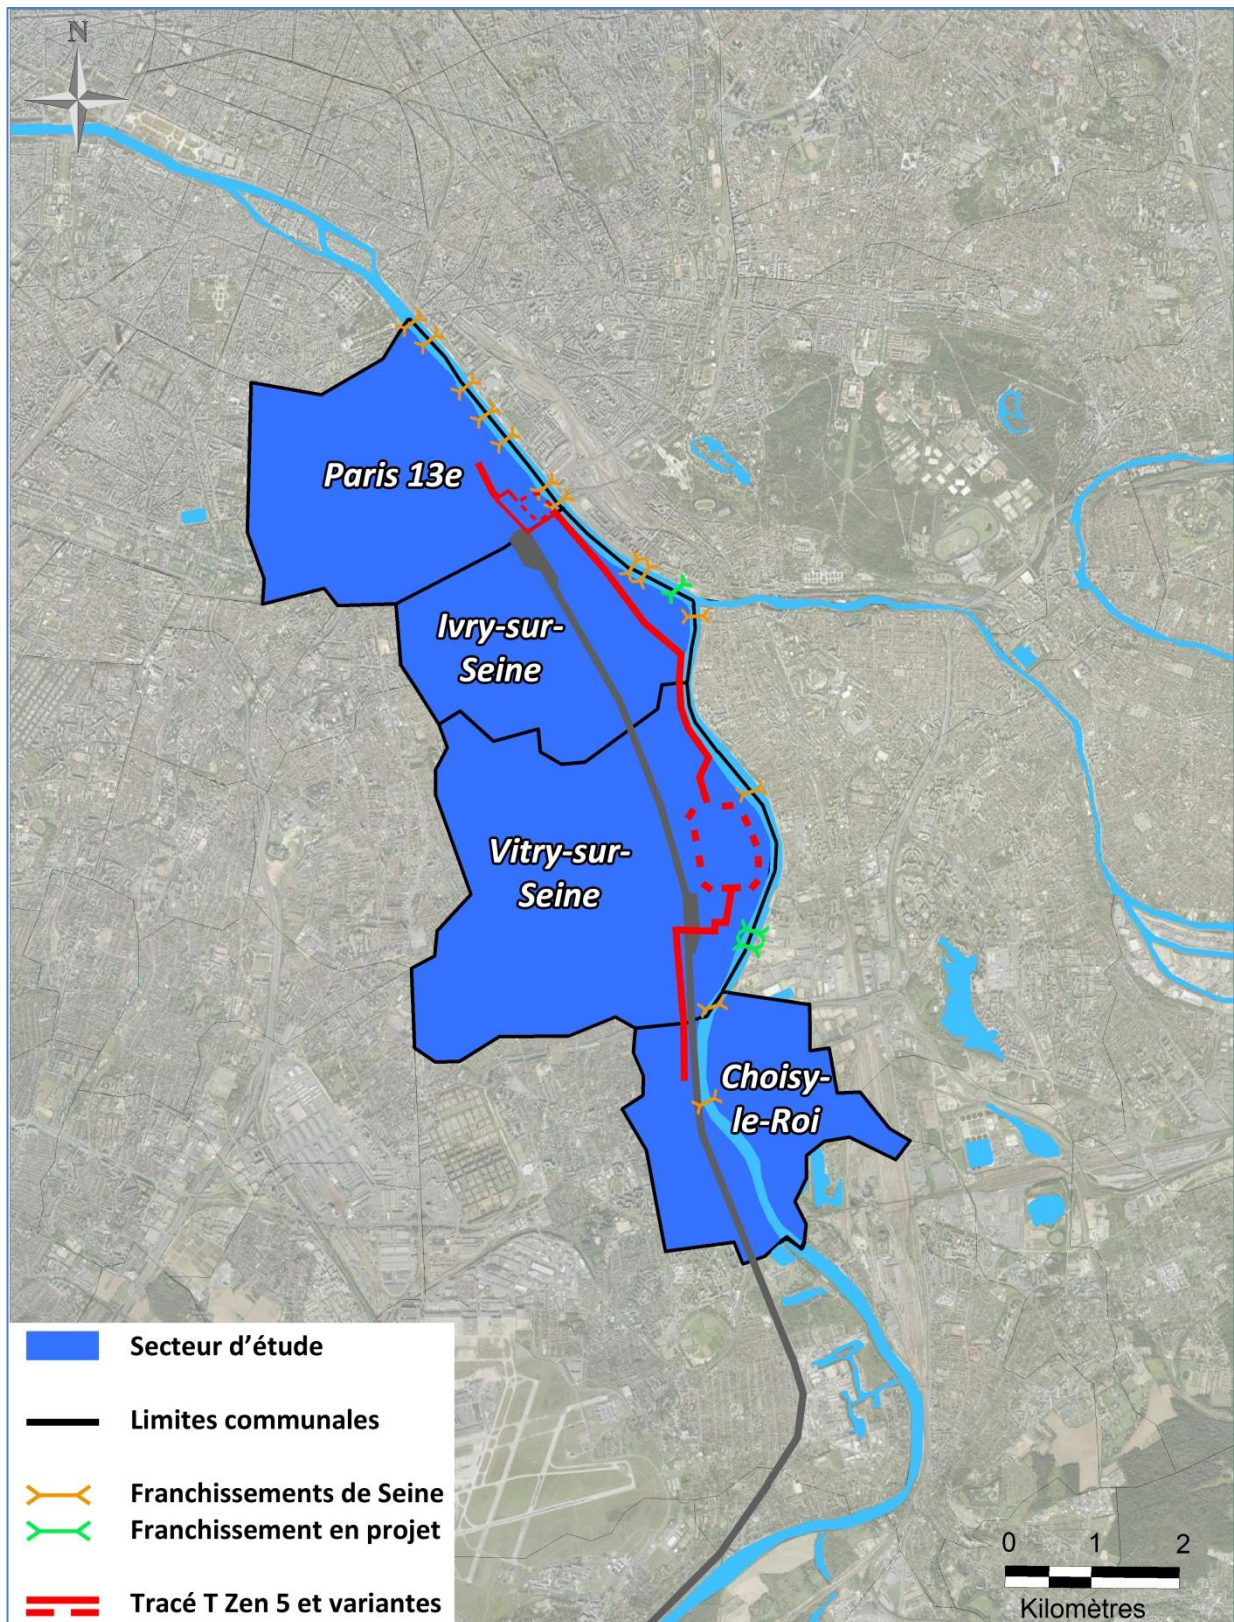 N
Paris 13e
Ivry-sur-
Seine
Vitry-sur-
Seine
Choisy-
le-Roi
Secteur d'étude
Limites communales
Franchissements de Seine
Franchissement en projet
Tracé T Zen 5 et variantes
0 1 2
Kilomètres